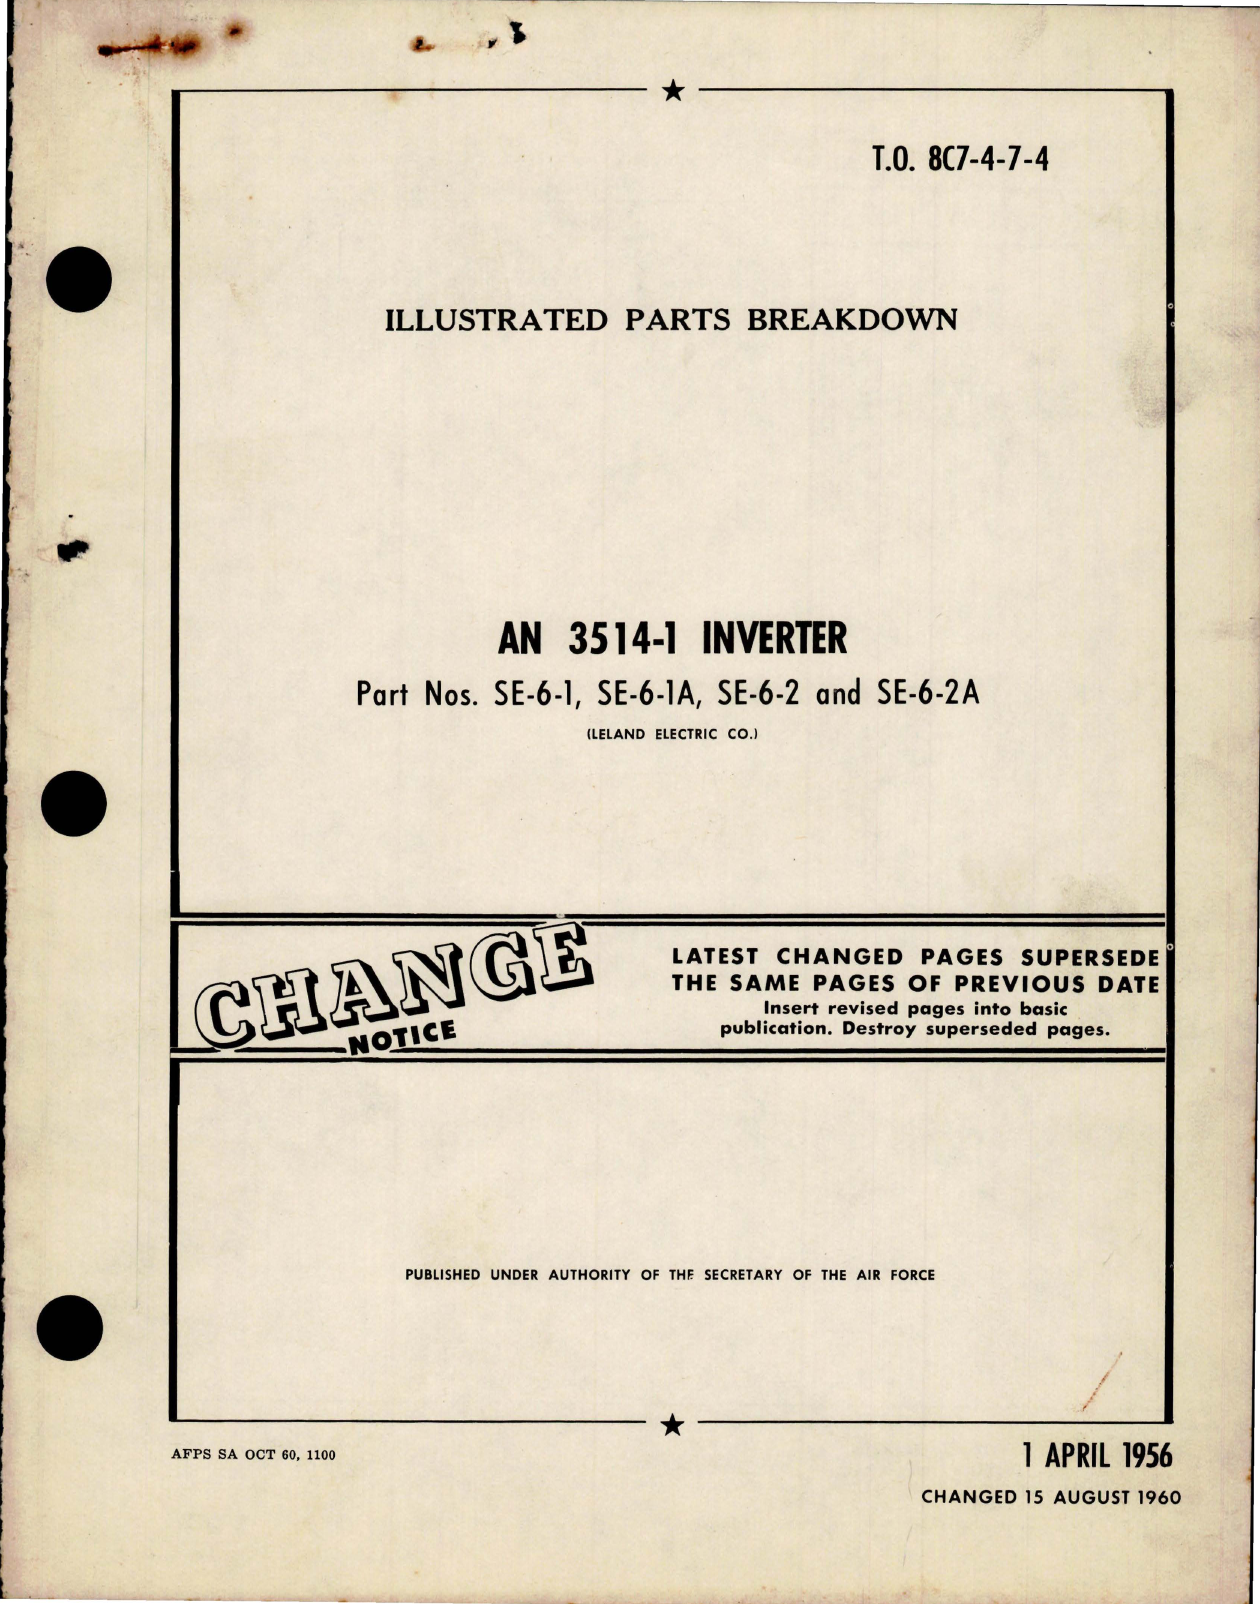 T.O. 8C7-4-7-4
ILLUSTRATED PARTS BREAKDOWN
AN 3514-1 INVERTER
Part Nos. SE-6-1, SE-6-1A, SE-6-2 and SE-6-2A
(LELAND ELECTRIC CO.)
CHANGE
NOTICE
LATEST CHANGED PAGES SUPERSEDE
THE SAME PAGES OF PREVIOUS DATE
Insert revised pages into basic
publication. Destroy superseded pages.
PUBLISHED UNDER AUTHORITY OF THE SECRETARY OF THE AIR FORCE
AFPS SA OCT 60, 1100
1 APRIL 1956
CHANGED 15 AUGUST 1960